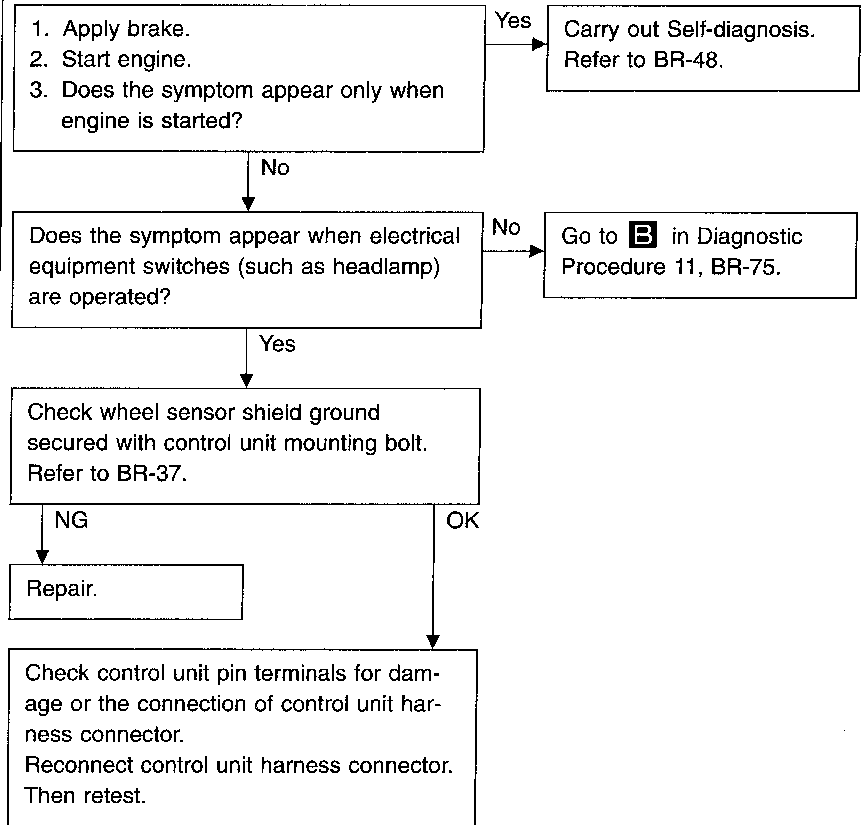 1. Apply brake.
2. Start engine.
3. Does the symptom appear only when
engine is started?
Yes
Carry out Self-diagnosis.
Refer to BR-48.
No
Does the symptom appear when electrical
equipment switches (such as headlamp)
are operated?
No
Go to B in Diagnostic
Procedure 11, BR-75.
Yes
Check wheel sensor shield ground
secured with control unit mounting bolt.
Refer to BR-37.
NG
OK
Repair.
Check control unit pin terminals for dam-
age or the connection of control unit har-
ness connector.
Reconnect control unit harness connector.
Then retest.